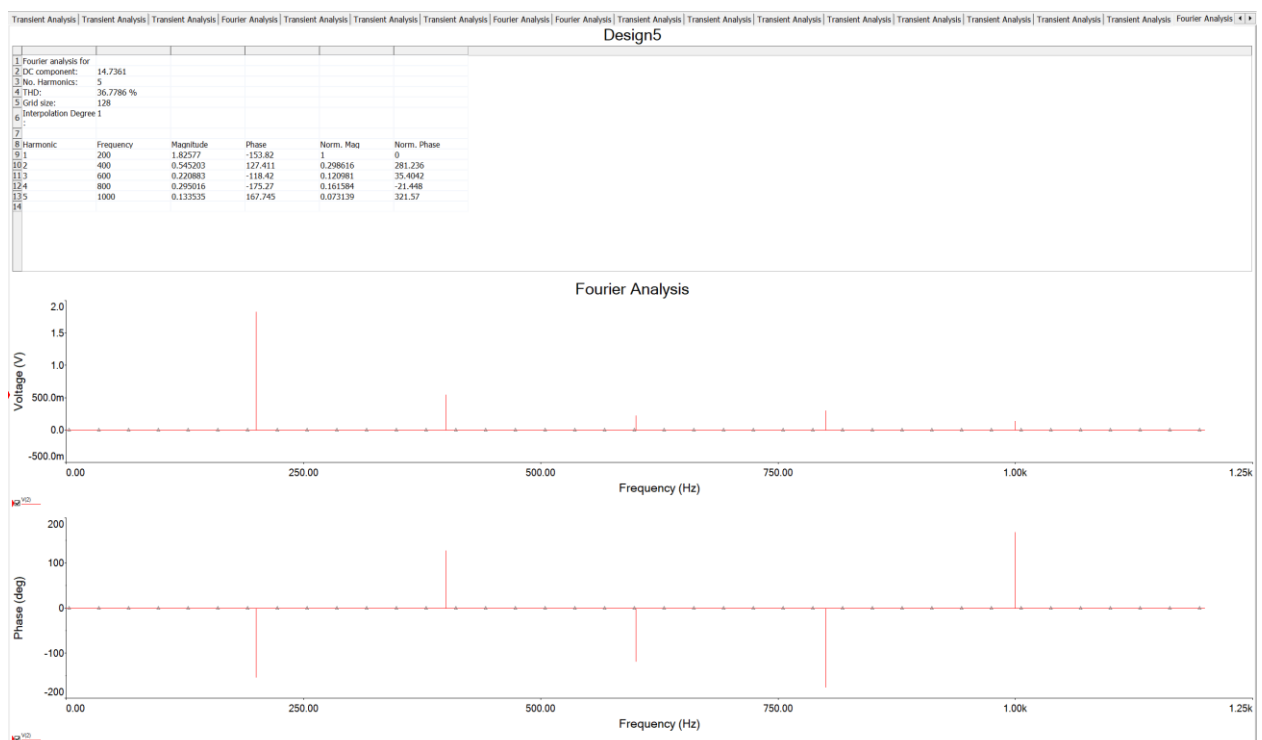 Transient Analysis Transient Analysis Transient Analysis Fourier Analysis Transient Analysis Transient Analysis Transient Analysis Fourier Analysis Fourier Analysis Transient Analysis Transient Analysis Transient Analysis Transient Analysis Transient Analysis Transient Analysis Transient Analysis Transient Analysis Fourier Analysis
Design5
1 Fourier analysis for
2 DC component: 14.7361
3 No. Harmonics: 5
4 THD: 36.7786 %
5 Grid size: 128
6 Interpolation Degree 1
:
7
8 Harmonic Frequency Magnitude Phase Norm. Mag Norm. Phase
9 1 200 1.82577 -153.82 1 0
10 2 400 0.545203 127.411 0.298616 281.236
11 3 600 0.220883 -118.42 0.120981 35.4042
12 4 800 0.295016 -175.27 0.161584 -21.448
13 5 1000 0.133535 167.745 0.073139 321.57
14
Fourier Analysis
Voltage (V)
2.0
1.5
1.0
500.0m
0.0
-500.0m
0.00 250.00 500.00 750.00 1.00k 1.25k
Frequency (Hz)
V(2)
Phase (deg)
200
100
0
-100
-200
0.00 250.00 500.00 750.00 1.00k 1.25k
Frequency (Hz)
V(2)